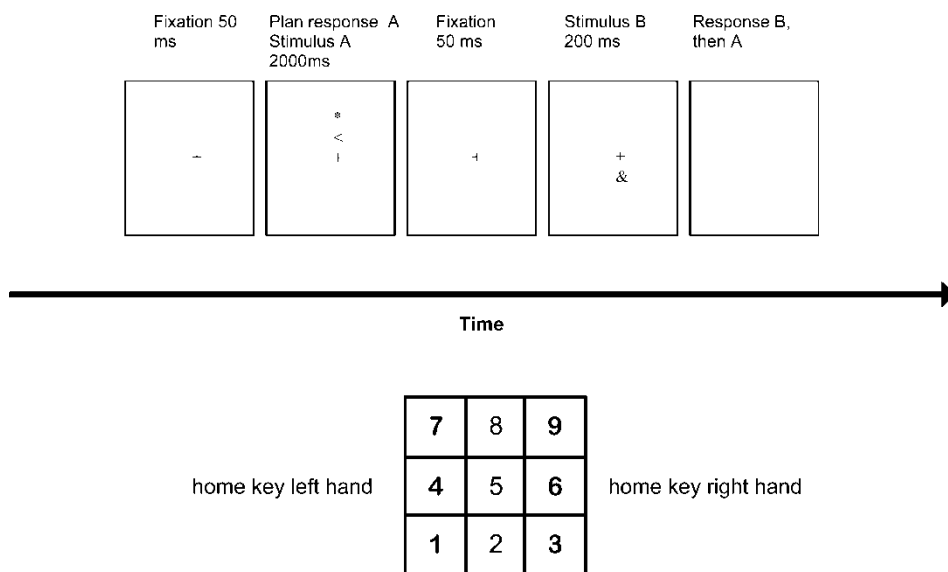 Fixation 50
ms
Plan response A
Stimulus A
2000ms
Fixation
50 ms
Stimulus B
200 ms
Response B,
then A
*
<
+
&
Time
7 8 9
home key left hand 4 5 6 home key right hand
1 2 3